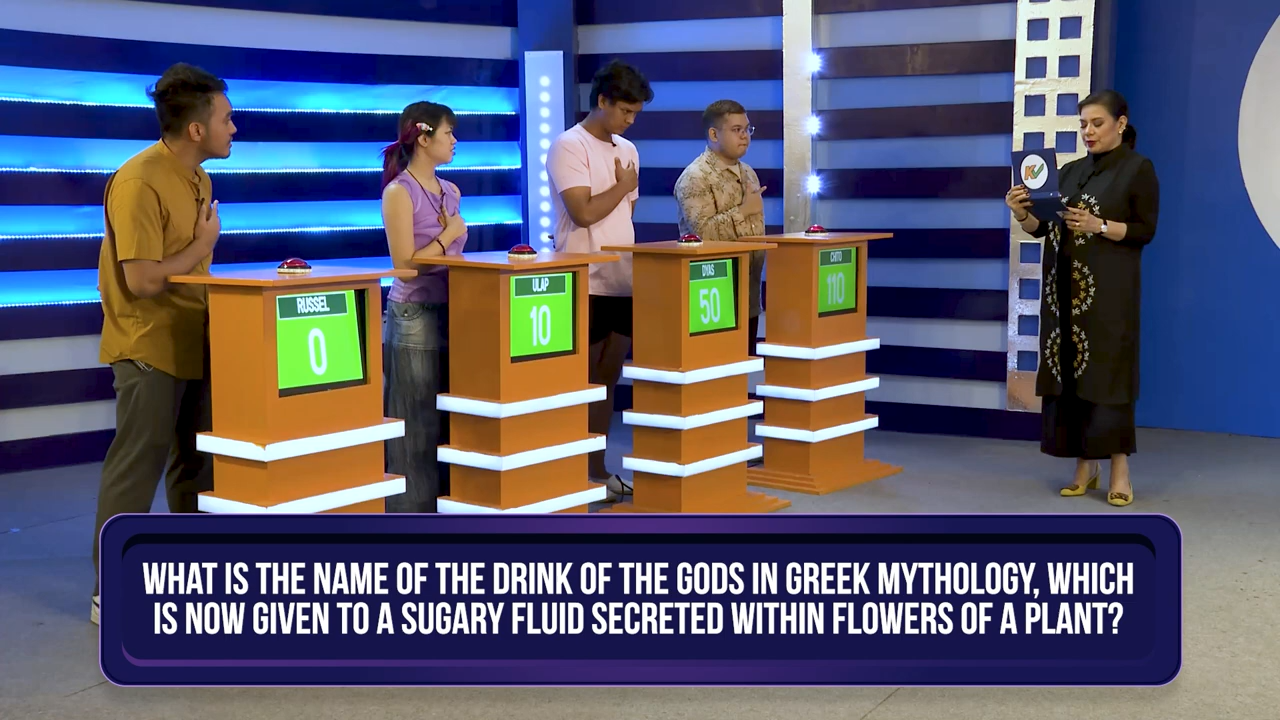 RUSSEL
0
ULAP
10
DYAS
50
CHITO
110
KV
WHAT IS THE NAME OF THE DRINK OF THE GODS IN GREEK MYTHOLOGY, WHICH
IS NOW GIVEN TO A SUGARY FLUID SECRETED WITHIN FLOWERS OF A PLANT?